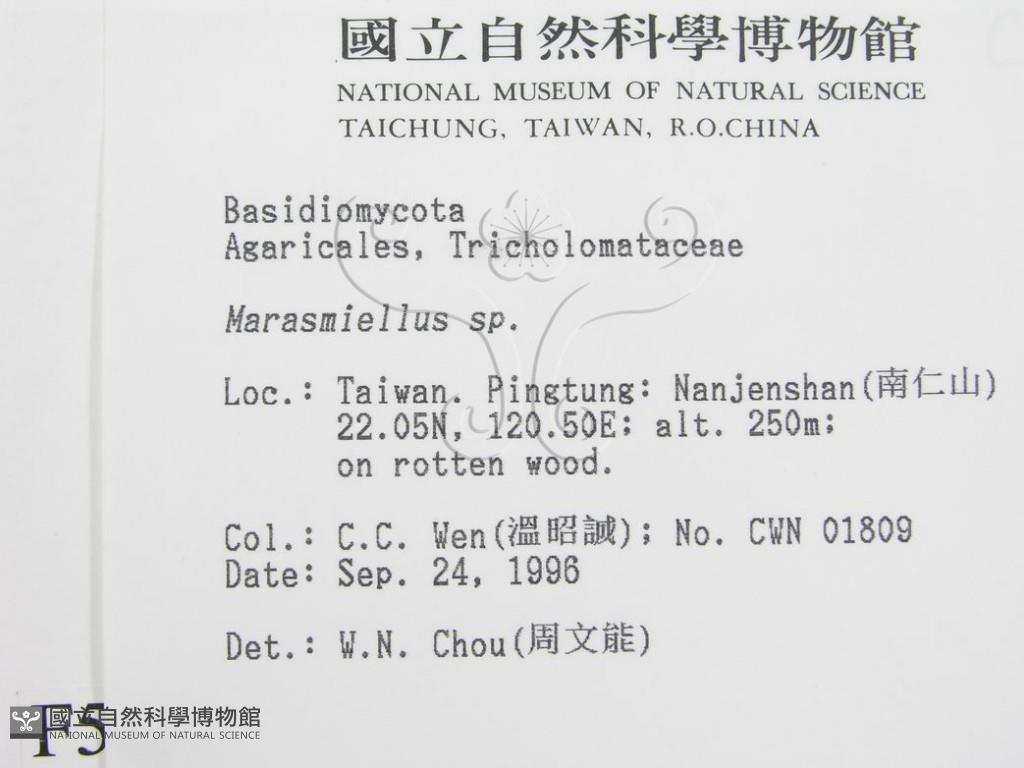 國立自然科學博物館
NATIONAL MUSEUM OF NATURAL SCIENCE
TAICHUNG, TAIWAN, R.O.CHINA
Basidiomycota
Agaricales, Tricholomataceae
Marasmiellus sp.
Loc.: Taiwan. Pingtung: Nanjenshan(南仁山)
22.05N, 120.50E; alt. 250m;
on rotten wood.
Col.: C.C. Wen(溫昭誠); No. CWN 01809
Date: Sep. 24, 1996
Det.: W.N. Chou(周文能)
F5
國立自然科學博物館
NATIONAL MUSEUM OF NATURAL SCIENCE